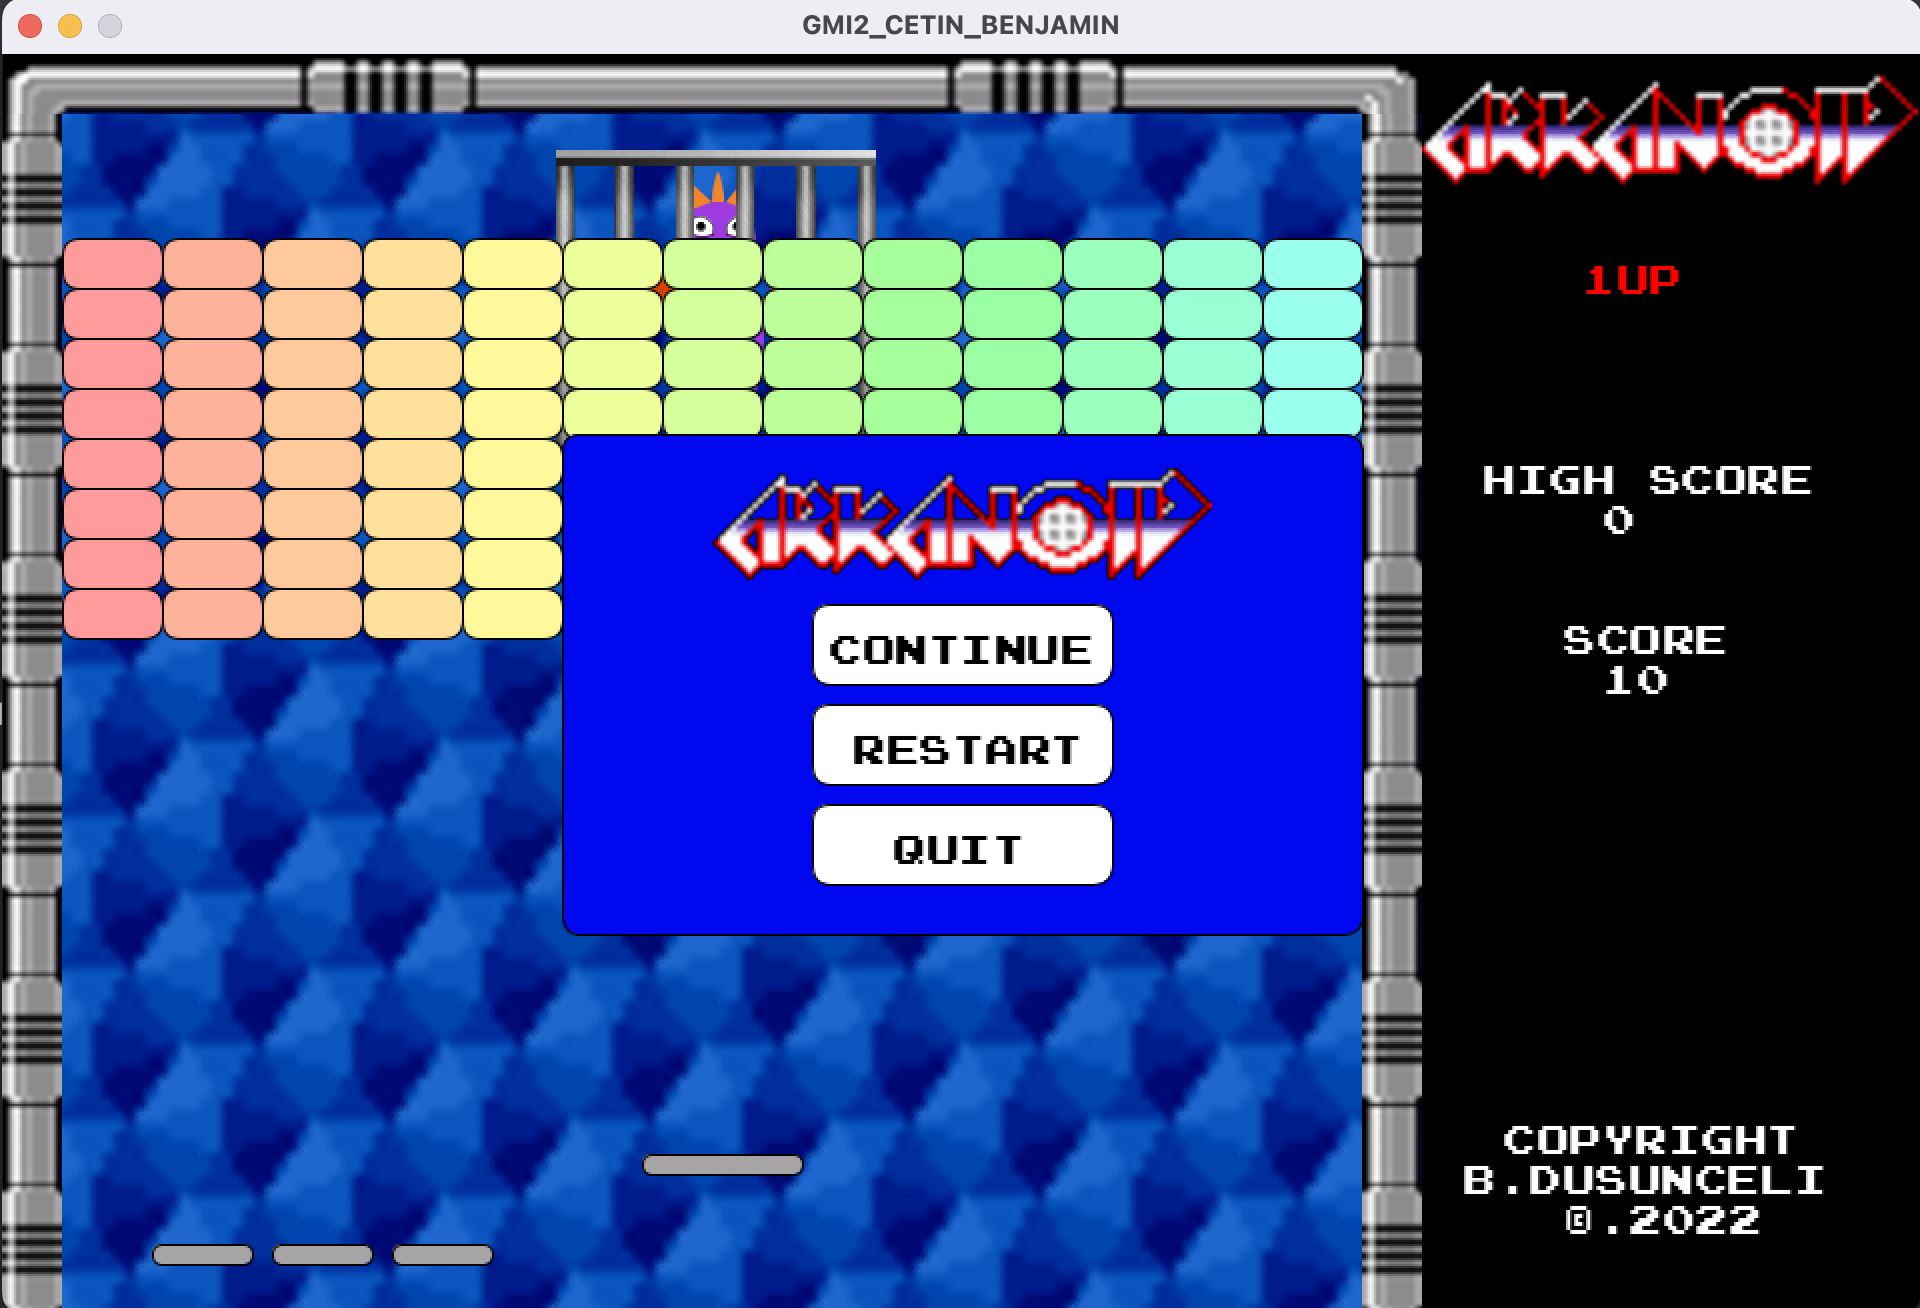 GMI2_CETIN_BENJAMIN
ARKANOID
1UP
HIGH SCORE
0
SCORE
10
ARKANOID
CONTINUE
RESTART
QUIT
COPYRIGHT
B.DUSUNCELI
©.2022